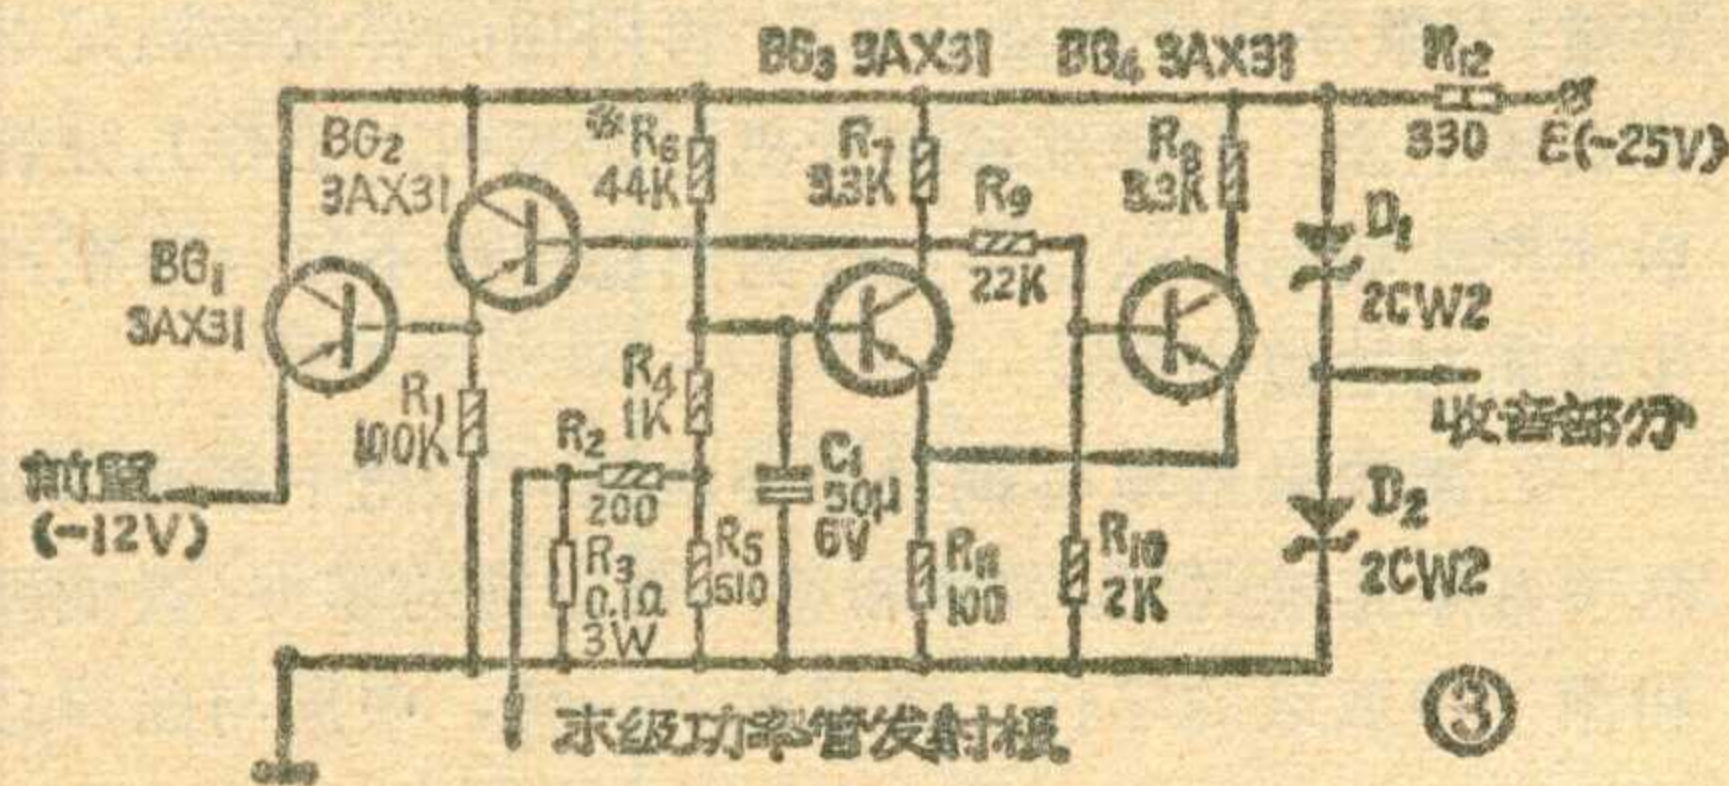 BG₃ 3AX31
BG₄ 3AX31
R₁₂
330
E(-25V)
BG₂
3AX31
*R₆
44K
R₇
3.3K
R₉
22K
R₈
3.3K
D₁
2CW2
BG₁
3AX31
收音部分
R₁
100K
R₄
1K
R₂
200
C₁
50μ
6V
前置
(-12V)
R₃
0.1Ω
3W
R₅
510
R₁₁
100
R₁₀
2K
D₂
2CW2
末级功率管发射极
③